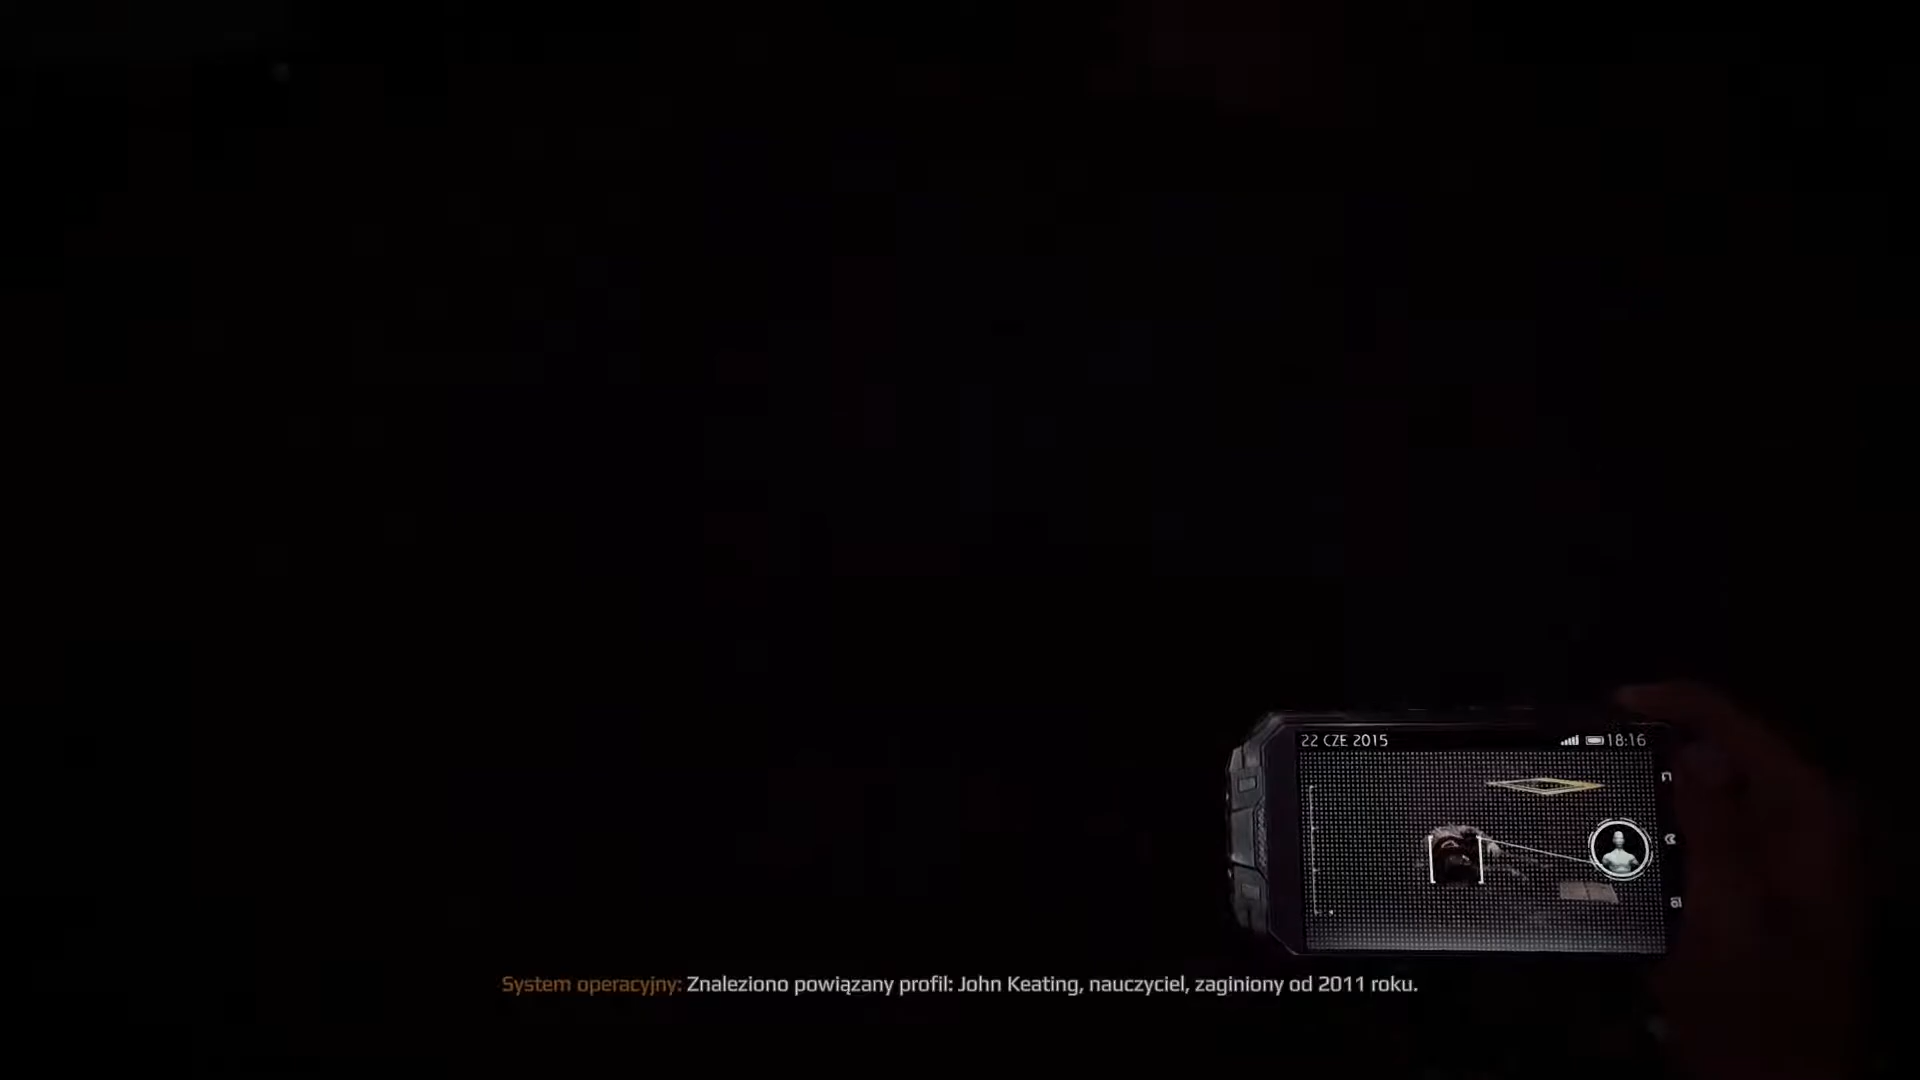 22 CZE 2015 18:16
System operacyjny: Znaleziono powiązany profil: John Keating, nauczyciel, zaginiony od 2011 roku.